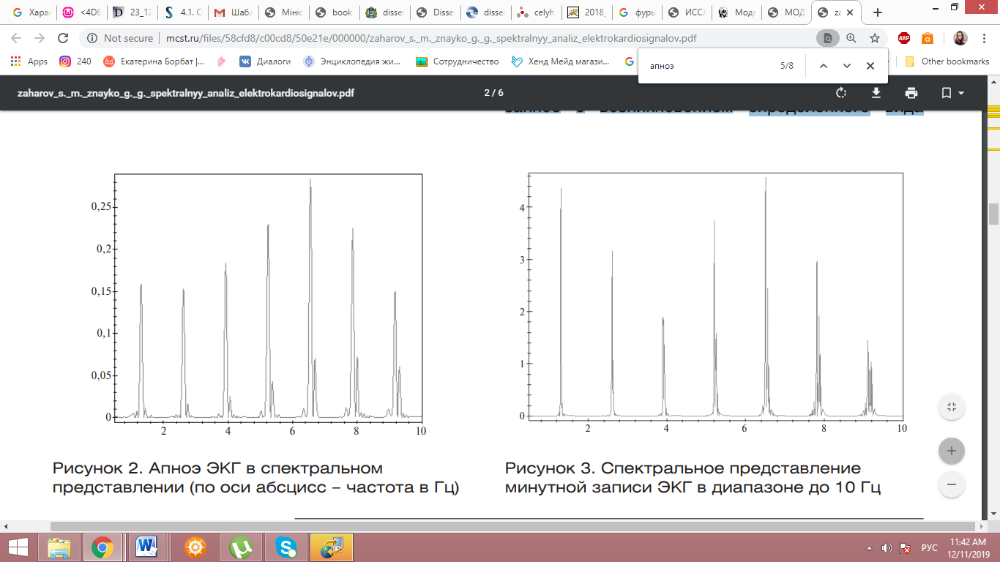 Хара
<4D6
23_12
4.1. С
Шабл
Мініс
book.
disser
Disse
disser
celyh
2018_
фурь
ИССЛ
Моде
МОД
za
Not secure
mcst.ru/files/58cfd8/c00cd8/50e21e/000000/zaharov_s._m._znayko_g._g._spektralnyy_analiz_elektrokardiosignalov.pdf
ABP
Apps
240
Екатерина Борбат |...
Диалоги
Энциклопедия жи...
Сотрудничество
Хенд Мейд магази...
Other bookmarks
апноэ
5/8
zaharov_s._m._znayko_g._g._spektralnyy_analiz_elektrokardiosignalov.pdf
2 / 6
0,25
0,2
0,15
0,1
0,05
0
2 4 6 8 10
4
3
2
1
0
2 4 6 8 10
Рисунок 2. Апноэ ЭКГ в спектральном
представлении (по оси абсцисс – частота в Гц)
Рисунок 3. Спектральное представление
минутной записи ЭКГ в диапазоне до 10 Гц
РУС
11:42 AM
12/11/2019